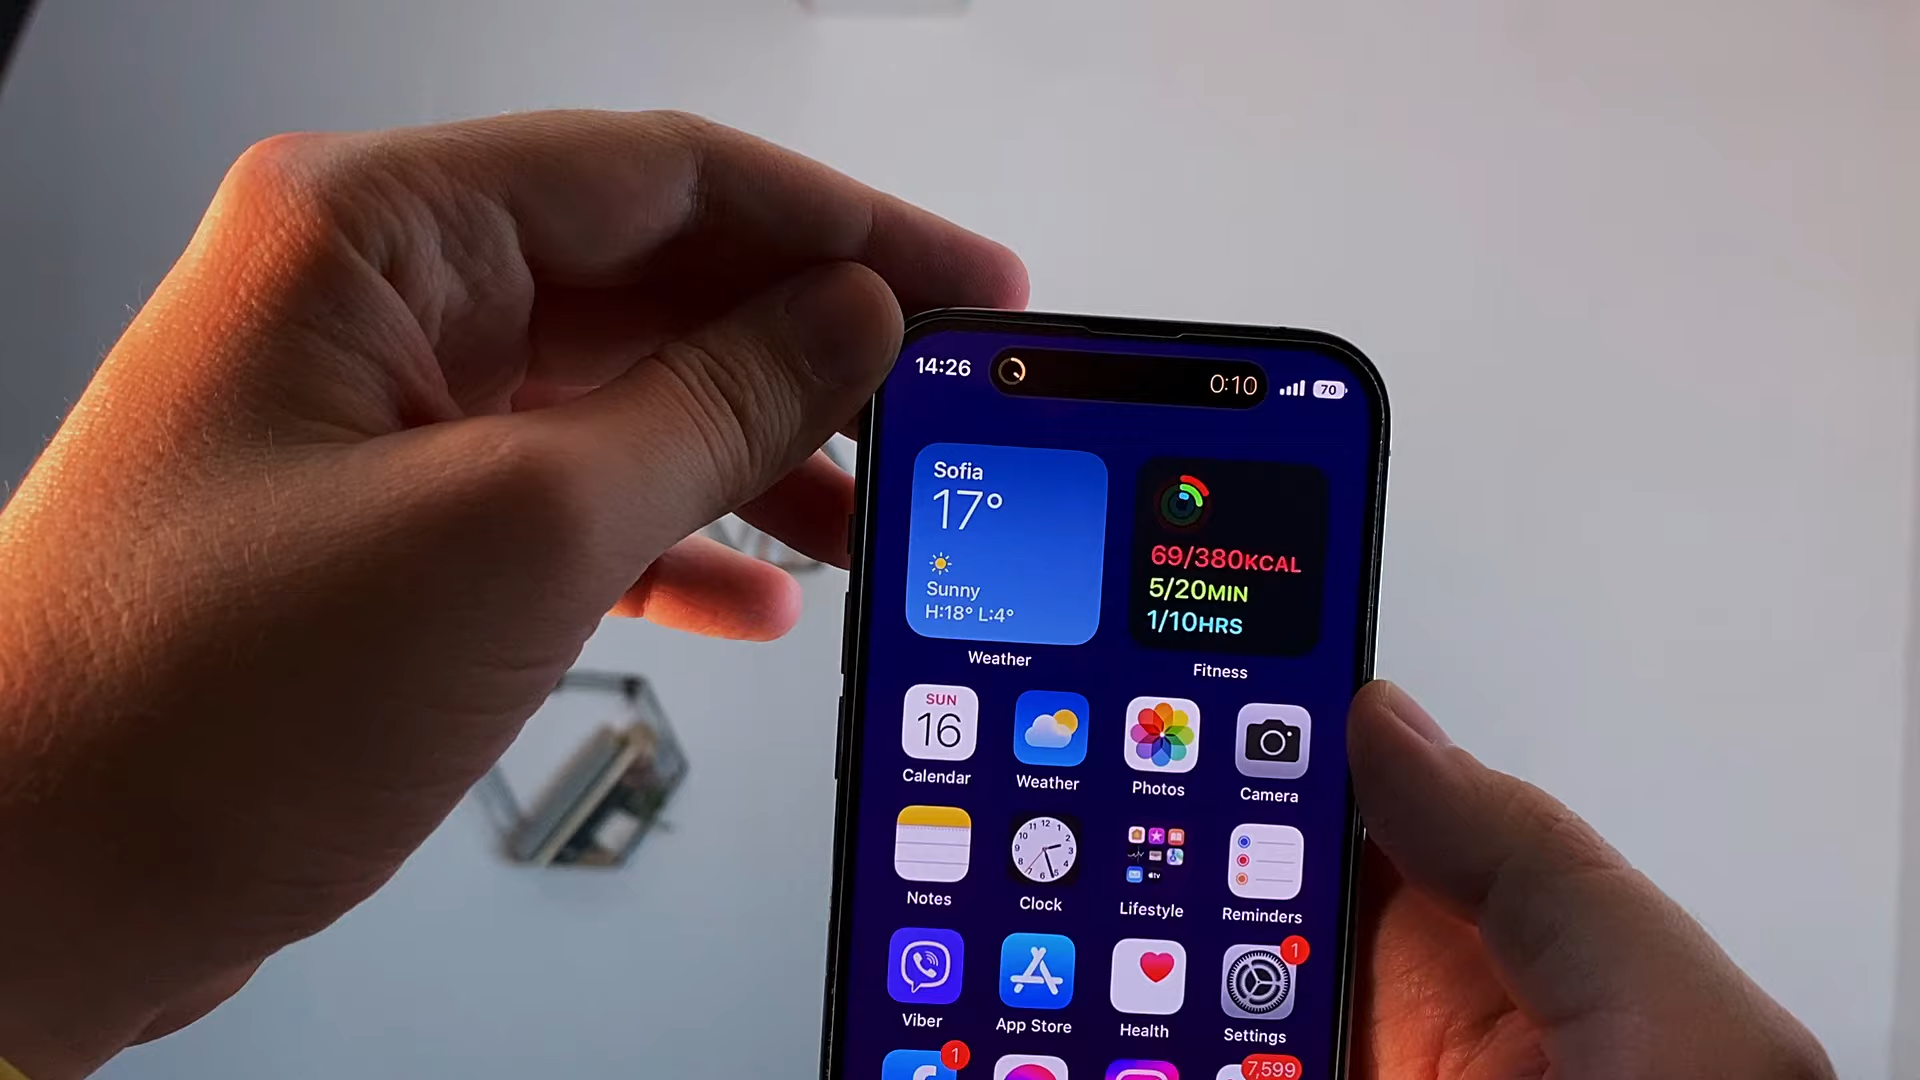 14:26
0:10
70
Sofia
17°
Sunny
H:18° L:4°
Weather
69/380KCAL
5/20MIN
1/10HRS
Fitness
SUN
16
Calendar
Weather
Photos
Camera
Notes
Clock
Lifestyle
Reminders
1
Viber
App Store
Health
Settings
1
7,599